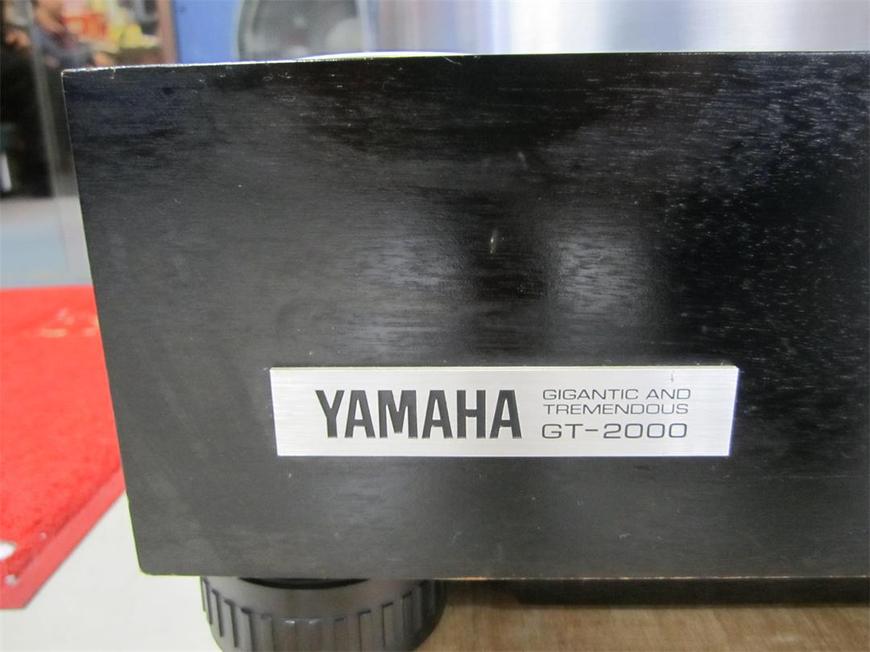 YAMAHA
GIGANTIC AND
TREMENDOUS
GT-2000